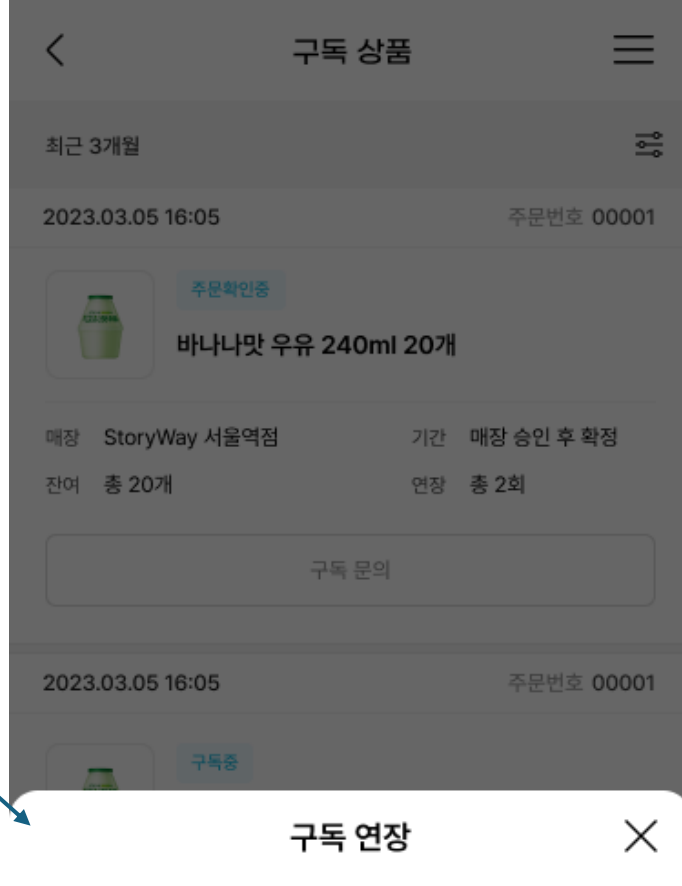 구독 상품
최근 3개월
2023.03.05 16:05 주문번호 00001
주문확인중
바나나맛 우유 240ml 20개
매장 StoryWay 서울역점 기간 매장 승인 후 확정
잔여 총 20개 연장 총 2회
구독 문의
2023.03.05 16:05 주문번호 00001
구독중
구독 연장